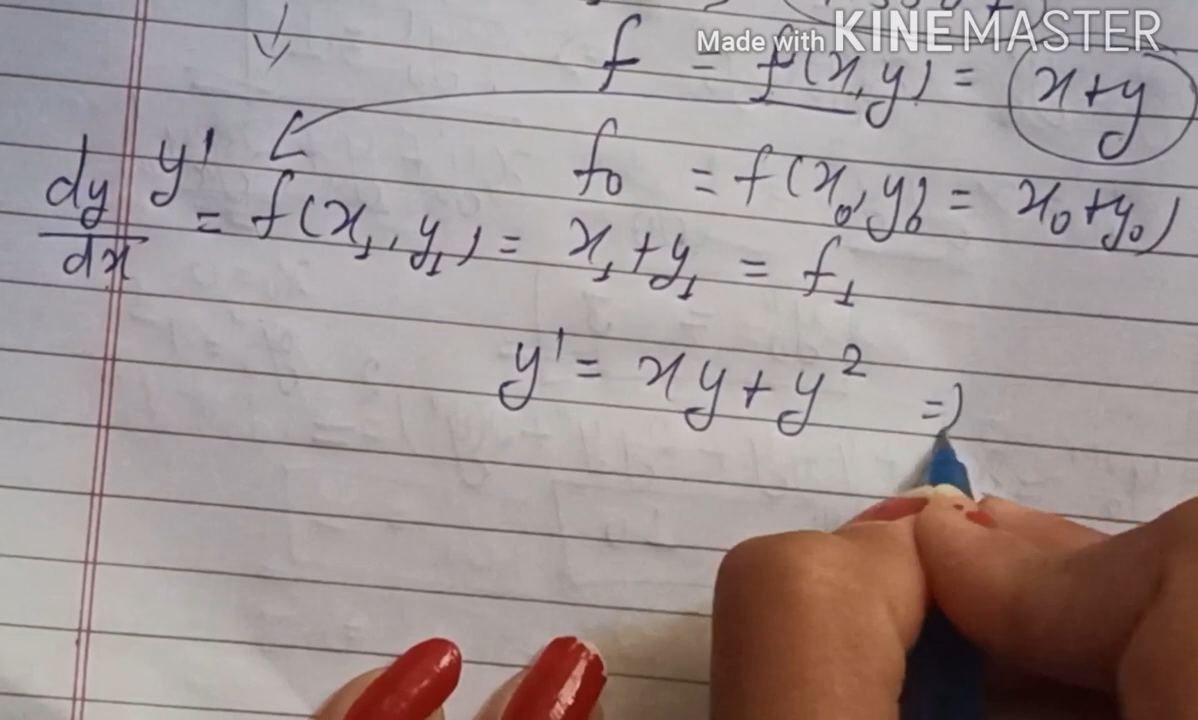 Made with KINEMASTER
f = f(x,y) = x+y
f₀ = f(x₀,y₀) = x₀+y₀)
dy/dx y' = f(x₁,y₁) = x₁+y₁ = f₁
y' = xy+y² =)